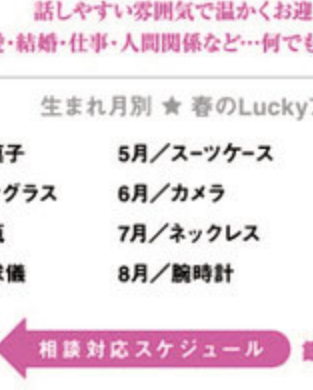 話しやすい雰囲気で温かくお迎
・結婚・仕事・人間関係など…何でも
生まれ月別 ★ 春のLucky
子 5月／スーツケース
グラス 6月／カメラ
7月／ネックレス
儀 8月／腕時計
相談対応スケジュール